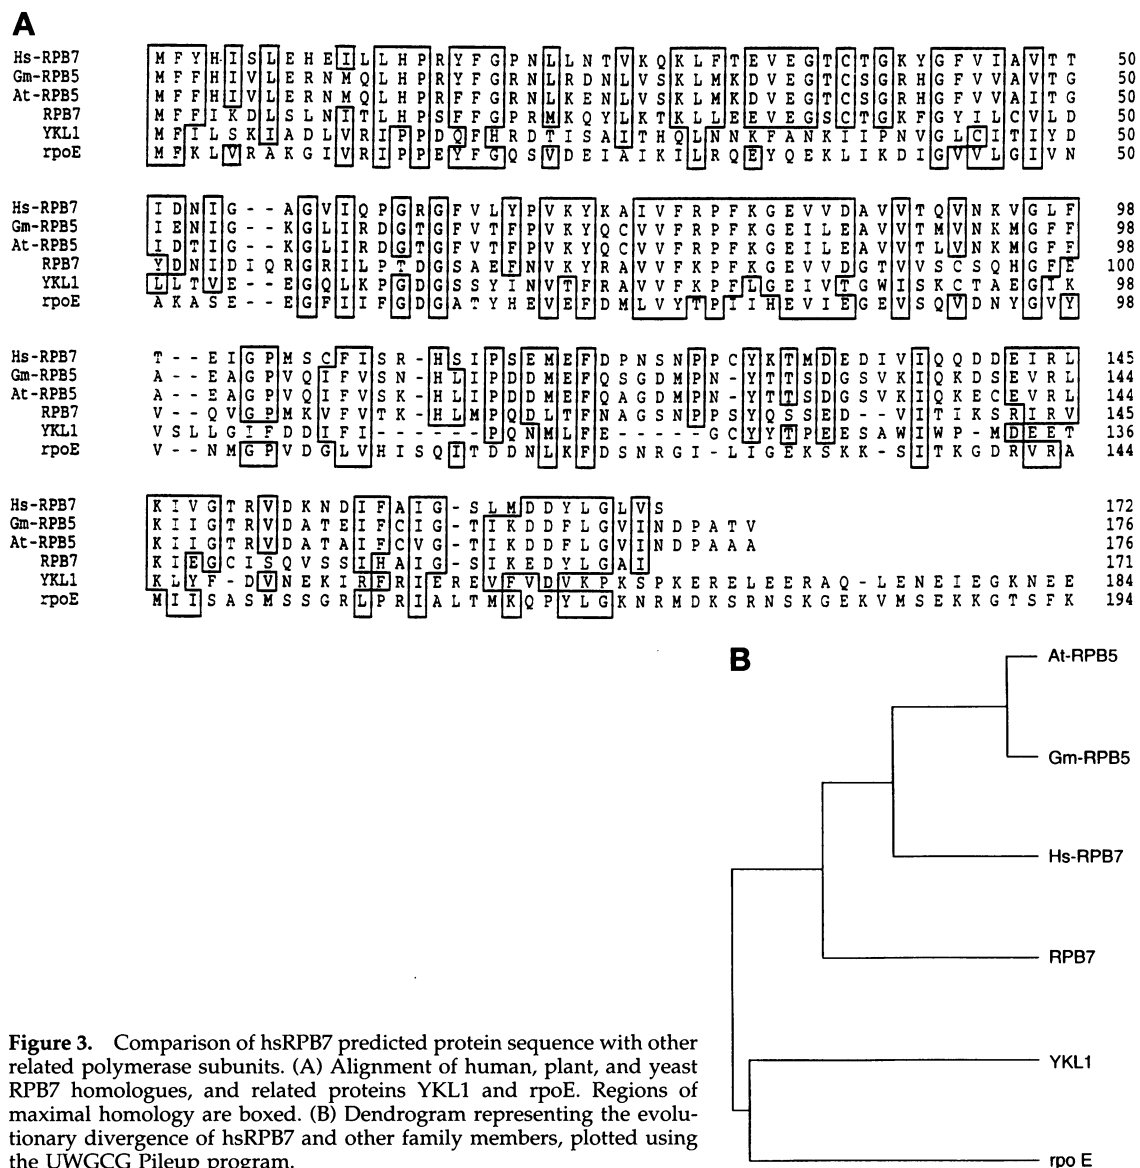 A
Hs-RPB7 M F Y H I S L E H E I L L H P R Y F G P N L L N T V K Q K L F T E V E G T C T G K Y G F V I A V T T 50
Gm-RPB5 M F F H I V L E R N M Q L H P R Y F G R N L R D N L V S K L M K D V E G T C S G R H G F V V A V T G 50
At-RPB5 M F F H I V L E R N M Q L H P R F F G R N L K E N L V S K L M K D V E G T C S G R H G F V V A I T G 50
RPB7 M F F I K D L S L N I T L H P S F F G P R M K Q Y L K T K L L E E V E G S C T G K F G Y I L C V L D 50
YKL1 M F I L S K I A D L V R I P P D Q F H R D T I S A I T H Q L N N K F A N K I I P N V G L C I T I Y D 50
rpoE M F K L V R A K G I V R I P P E Y F G Q S V D E I A I K I L R Q E Y Q E K L I K D I G V V L G I V N 50
Hs-RPB7 I D N I G - - A G V I Q P G R G F V L Y P V K Y K A I V F R P F K G E V V D A V V T Q V N K V G L F 98
Gm-RPB5 I E N I G - - K G L I R D G T G F V T F P V K Y Q C V V F R P F K G E I L E A V V T M V N K M G F F 98
At-RPB5 I D T I G - - K G L I R D G T G F V T F P V K Y Q C V V F R P F K G E I L E A V V T L V N K M G F F 98
RPB7 Y D N I D I Q R G R I L P T D G S A E F N V K Y R A V V F K P F K G E V V D G T V V S C S Q H G F E 100
YKL1 L L T V E - - E G Q L K P G D G S S Y I N V T F R A V V F K P F L G E I V T G W I S K C T A E G I K 98
rpoE A K A S E - - E G F I I F G D G A T Y H E V E F D M L V Y T P I I H E V I E G E V S Q V D N Y G V Y 98
Hs-RPB7 T - - E I G P M S C F I S R - H S I P S E M E F D P N S N P P C Y K T M D E D I V I Q Q D D E I R L 145
Gm-RPB5 A - - E A G P V Q I F V S N - H L I P D D M E F Q S G D M P N - Y T T S D G S V K I Q K D S E V R L 144
At-RPB5 A - - E A G P V Q I F V S K - H L I P D D M E F Q A G D M P N - Y T T S D G S V K I Q K E C E V R L 144
RPB7 V - - Q V G P M K V F V T K - H L M P Q D L T F N A G S N P P S Y Q S S E D - - V I T I K S R I R V 145
YKL1 V S L L G I F D D I F I - - - - - - P Q N M L F E - - - - - G C Y Y T P E E S A W I W P - M D E E T 136
rpoE V - - N M G P V D G L V H I S Q I T D D N L K F D S N R G I - L I G E K S K K - S I T K G D R V R A 144
Hs-RPB7 K I V G T R V D K N D I F A I G - S L M D D Y L G L V S 172
Gm-RPB5 K I I G T R V D A T E I F C I G - T I K D D F L G V I N D P A T V 176
At-RPB5 K I I G T R V D A T A I F C V G - T I K D D F L G V I N D P A A A 176
RPB7 K I E G C I S Q V S S I H A I G - S I K E D Y L G A I 171
YKL1 K L Y F - D V N E K I R F R I E R E V F V D V K P K S P K E R E L E E R A Q - L E N E I E G K N E E 184
rpoE M I I S A S M S S G R L P R I A L T M K Q P Y L G K N R M D K S R N S K G E K V M S E K K G T S F K 194
B
At-RPB5
Gm-RPB5
Hs-RPB7
RPB7
YKL1
rpo E
Figure 3. Comparison of hsRPB7 predicted protein sequence with other
related polymerase subunits. (A) Alignment of human, plant, and yeast
RPB7 homologues, and related proteins YKL1 and rpoE. Regions of
maximal homology are boxed. (B) Dendrogram representing the evolu-
tionary divergence of hsRPB7 and other family members, plotted using
the UWGCG Pileup program.